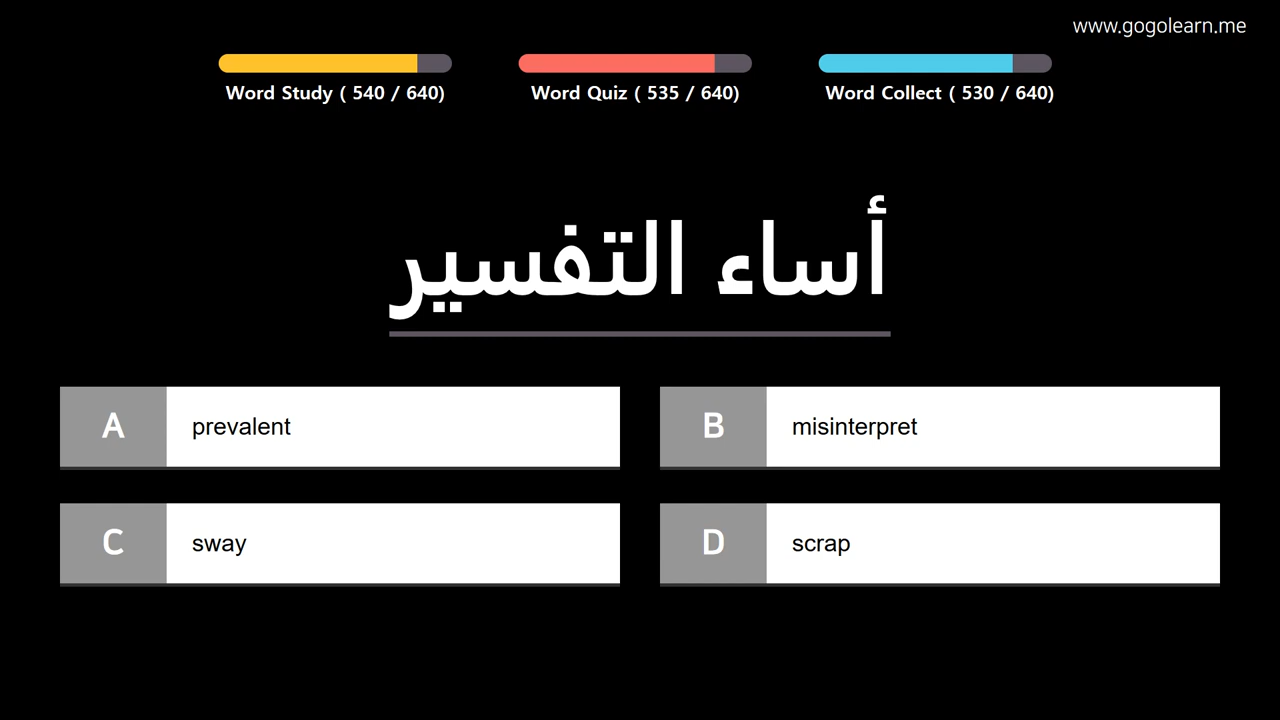 www.gogolearn.me
Word Study ( 540 / 640)
Word Quiz ( 535 / 640)
Word Collect ( 530 / 640)
أساء التفسير
A prevalent
B misinterpret
C sway
D scrap